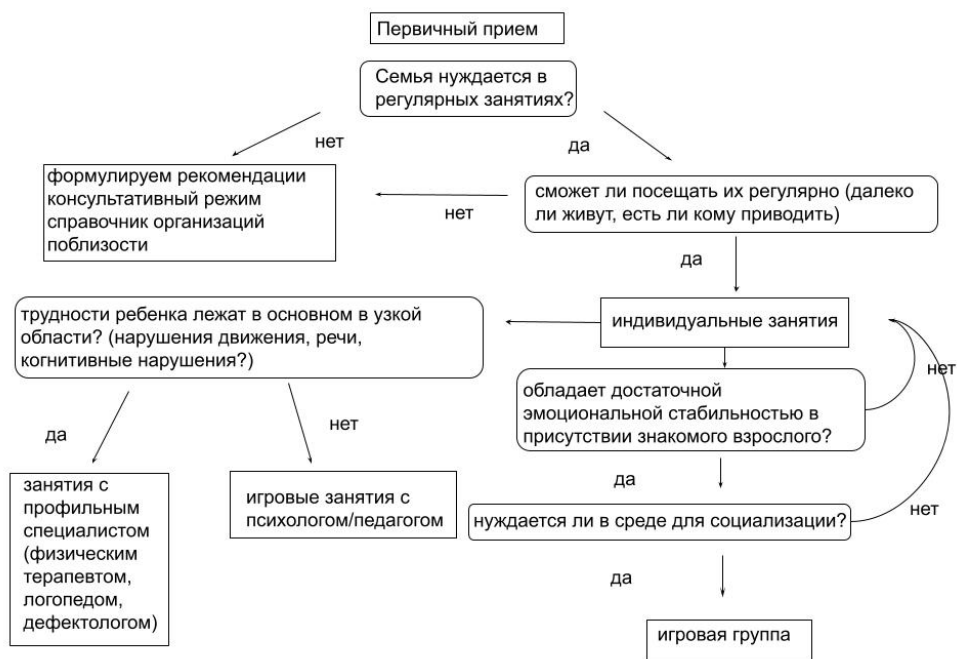 Первичный прием
Семья нуждается в
регулярных занятиях?
нет
да
формулируем рекомендации
консультативный режим
справочник организаций
поблизости
нет
сможет ли посещать их регулярно (далеко
ли живут, есть ли кому приводить)
да
трудности ребенка лежат в основном в узкой
области? (нарушения движения, речи,
когнитивные нарушения?)
индивидуальные занятия
нет
обладает достаточной
эмоциональной стабильностью в
присутствии знакомого взрослого?
да
нет
да
занятия с
профильным
специалистом
(физическим
терапевтом,
логопедом,
дефектологом)
игровые занятия с
психологом/педагогом
нуждается ли в среде для социализации?
нет
да
игровая группа